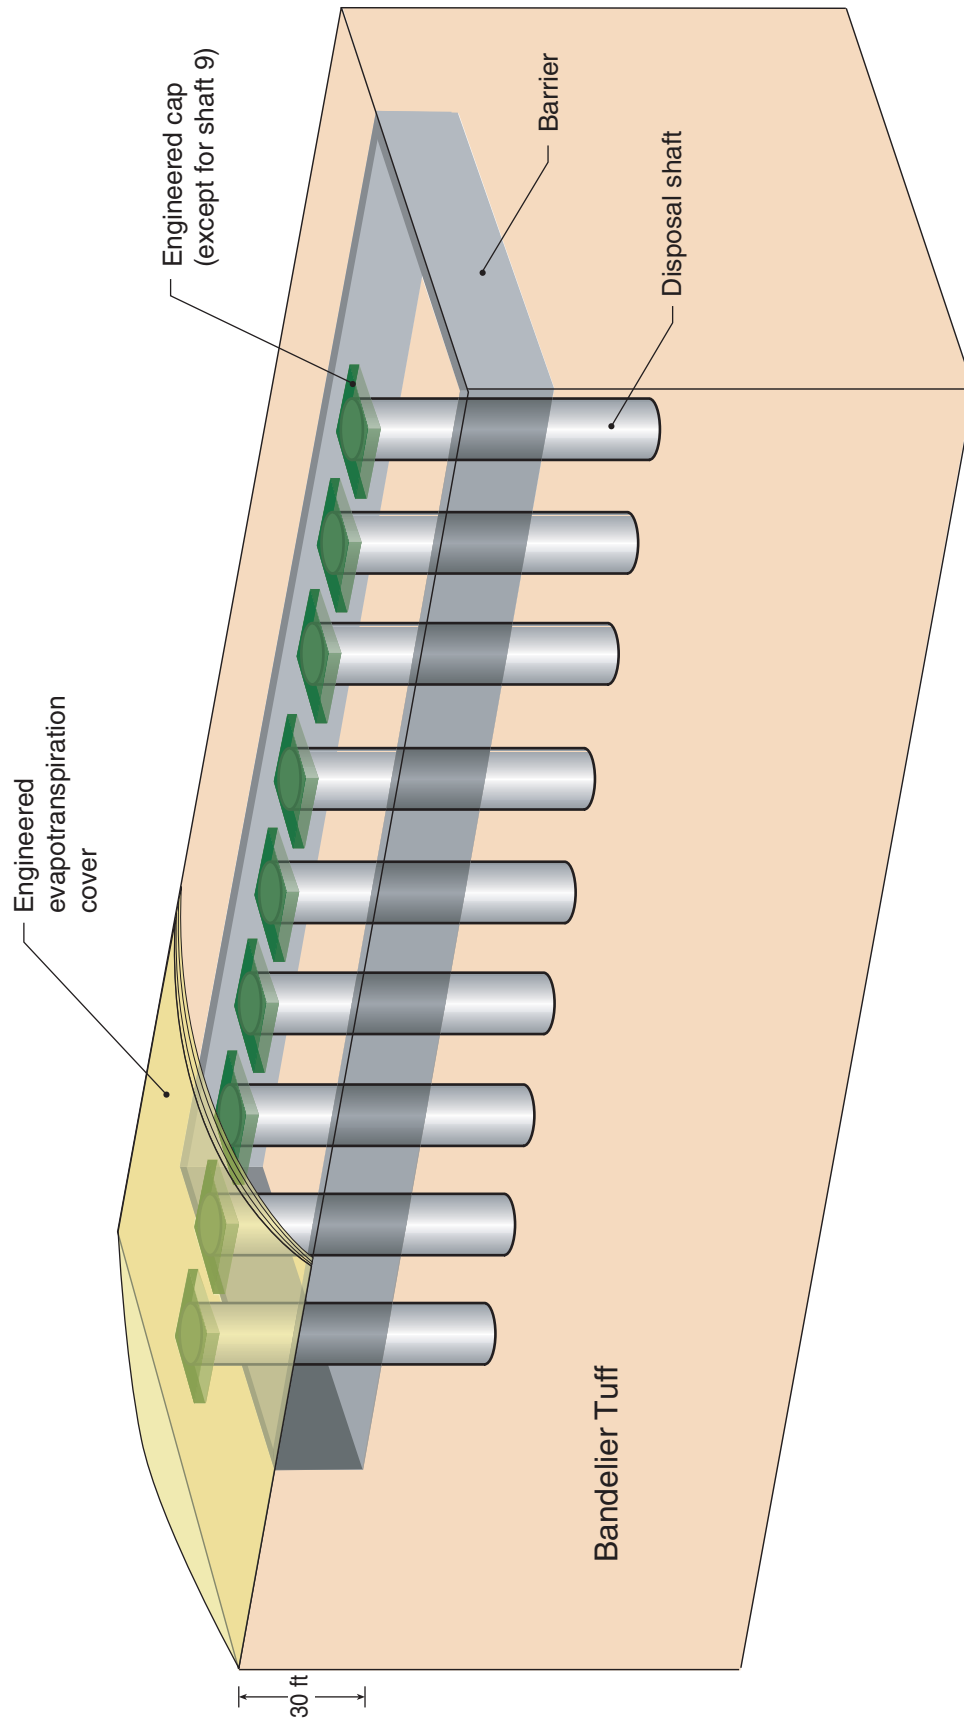 Engineered
evapotranspiration
cover
Engineered cap
(except for shaft 9)
Barrier
Disposal shaft
Bandelier Tuff
30 ft